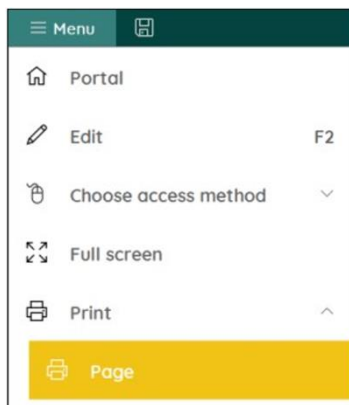 Menu
Portal
Edit F2
Choose access method
Full screen
Print
Page